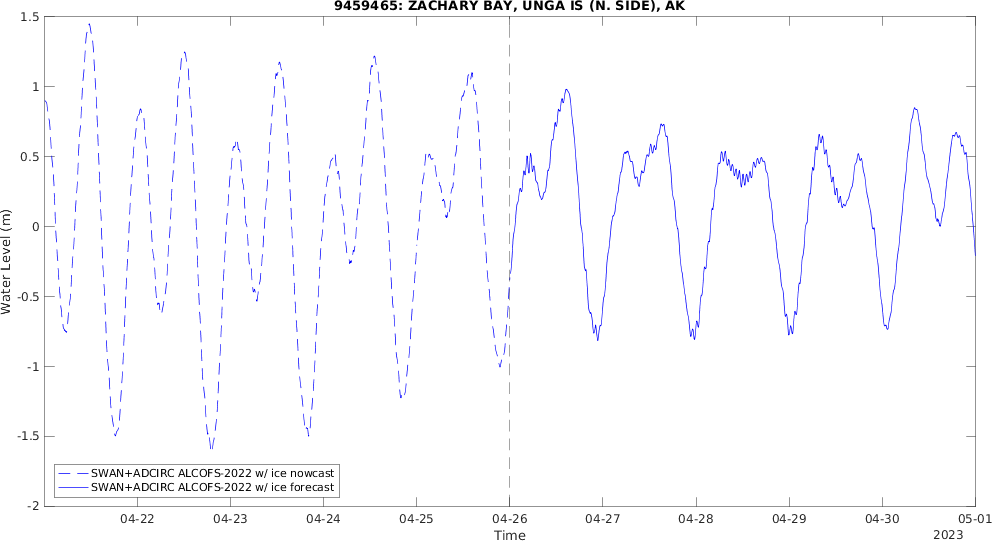 9459465: ZACHARY BAY, UNGA IS (N. SIDE), AK
1.5
1
0.5
0
-0.5
-1
-1.5
-2
Water Level (m)
SWAN+ADCIRC ALCOFS-2022 w/ ice nowcast
SWAN+ADCIRC ALCOFS-2022 w/ ice forecast
04-22 04-23 04-24 04-25 04-26 04-27 04-28 04-29 04-30 05-01
Time
2023